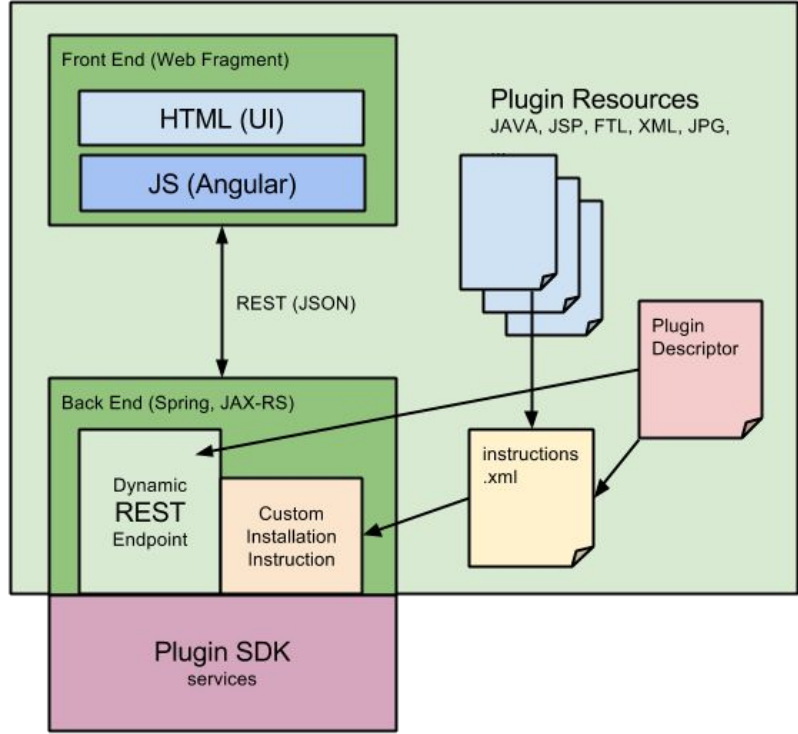 Front End (Web Fragment)
HTML (UI)
JS (Angular)
Plugin Resources
JAVA, JSP, FTL, XML, JPG,
...
REST (JSON)
Plugin
Descriptor
Back End (Spring, JAX-RS)
Dynamic
REST
Endpoint
Custom
Installation
Instruction
instructions
.xml
Plugin SDK
services